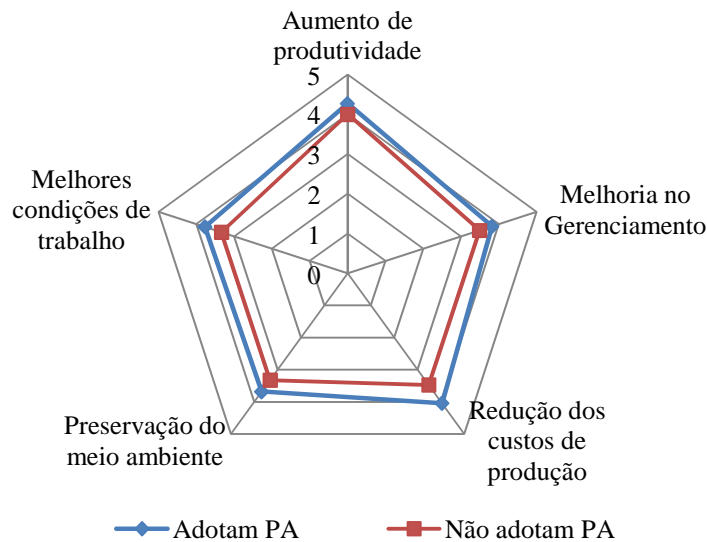 Aumento de
produtividade
5
4
3
2
1
0
Melhoria no
Gerenciamento
Redução dos
custos de
produção
Preservação do
meio ambiente
Melhores
condições de
trabalho
Adotam PA
Não adotam PA